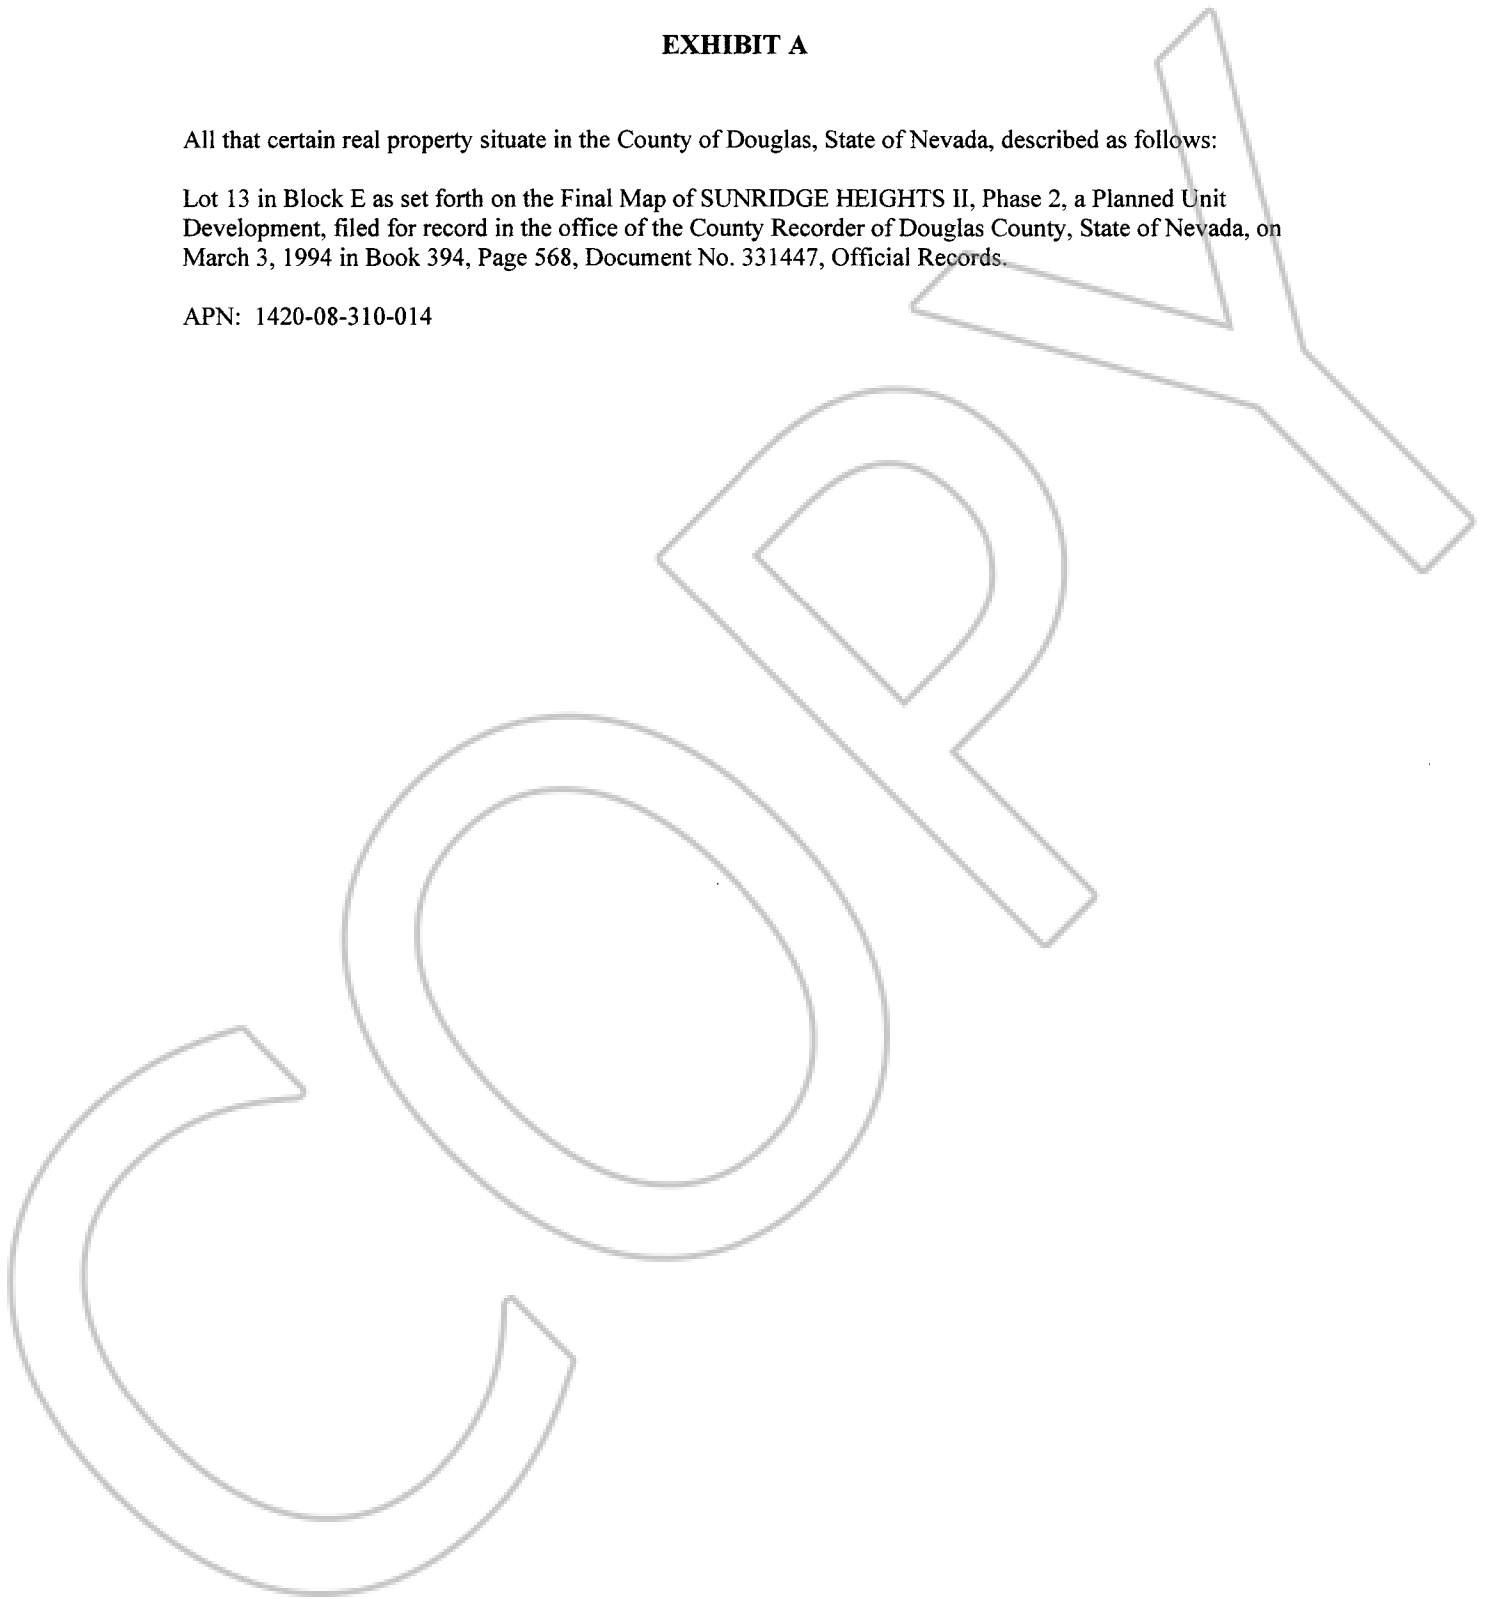 EXHIBIT A
All that certain real property situate in the County of Douglas, State of Nevada, described as follows:
Lot 13 in Block E as set forth on the Final Map of SUNRIDGE HEIGHTS II, Phase 2, a Planned Unit
Development, filed for record in the office of the County Recorder of Douglas County, State of Nevada, on
March 3, 1994 in Book 394, Page 568, Document No. 331447, Official Records.
APN: 1420-08-310-014
COPY